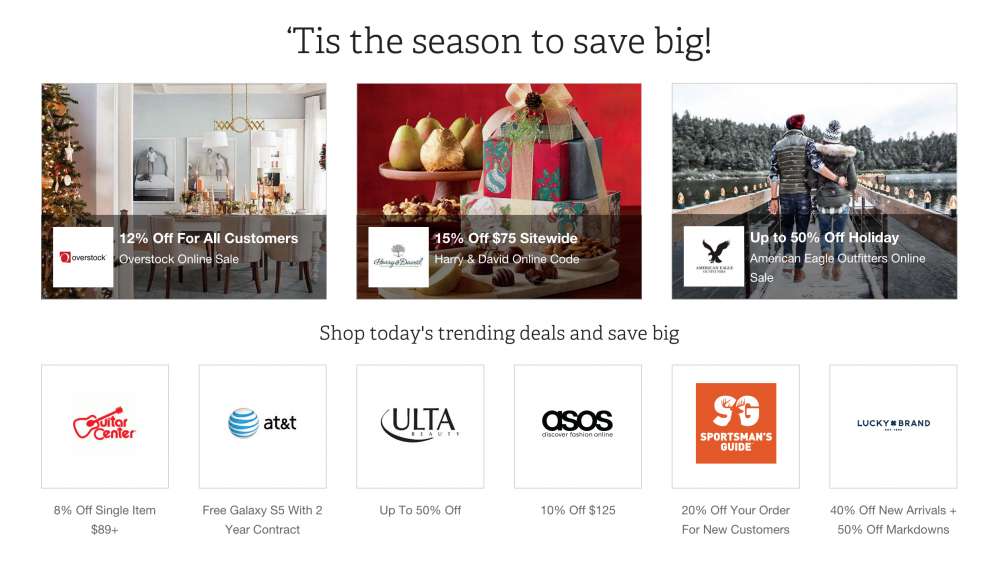 ‘Tis the season to save big!
overstock
12% Off For All Customers
Overstock Online Sale
Harry & David
15% Off $75 Sitewide
Harry & David Online Code
AMERICAN EAGLE
OUTFITTERS
Up to 50% Off Holiday
American Eagle Outfitters Online
Sale
Shop today's trending deals and save big
Guitar
Center
at&t
ULTA
BEAUTY
asos
discover fashion online
SG
SPORTSMAN'S
GUIDE
LUCKY BRAND
8% Off Single Item
$89+
Free Galaxy S5 With 2
Year Contract
Up To 50% Off
10% Off $125
20% Off Your Order
For New Customers
40% Off New Arrivals +
50% Off Markdowns